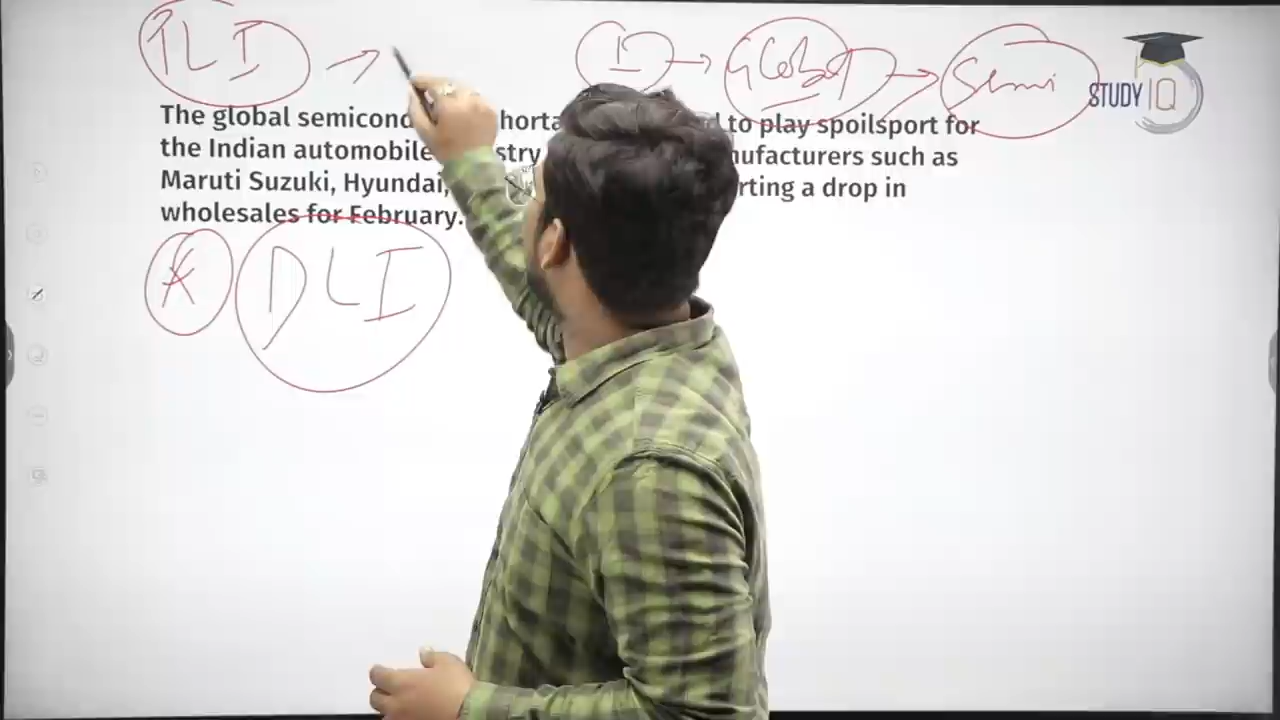 PLI → I → Global → Semi
STUDY IQ
The global semicond horta d to play spoilsport for
the Indian automobile stry nufacturers such as
Maruti Suzuki, Hyundai, rting a drop in
wholesales for February.
DLI